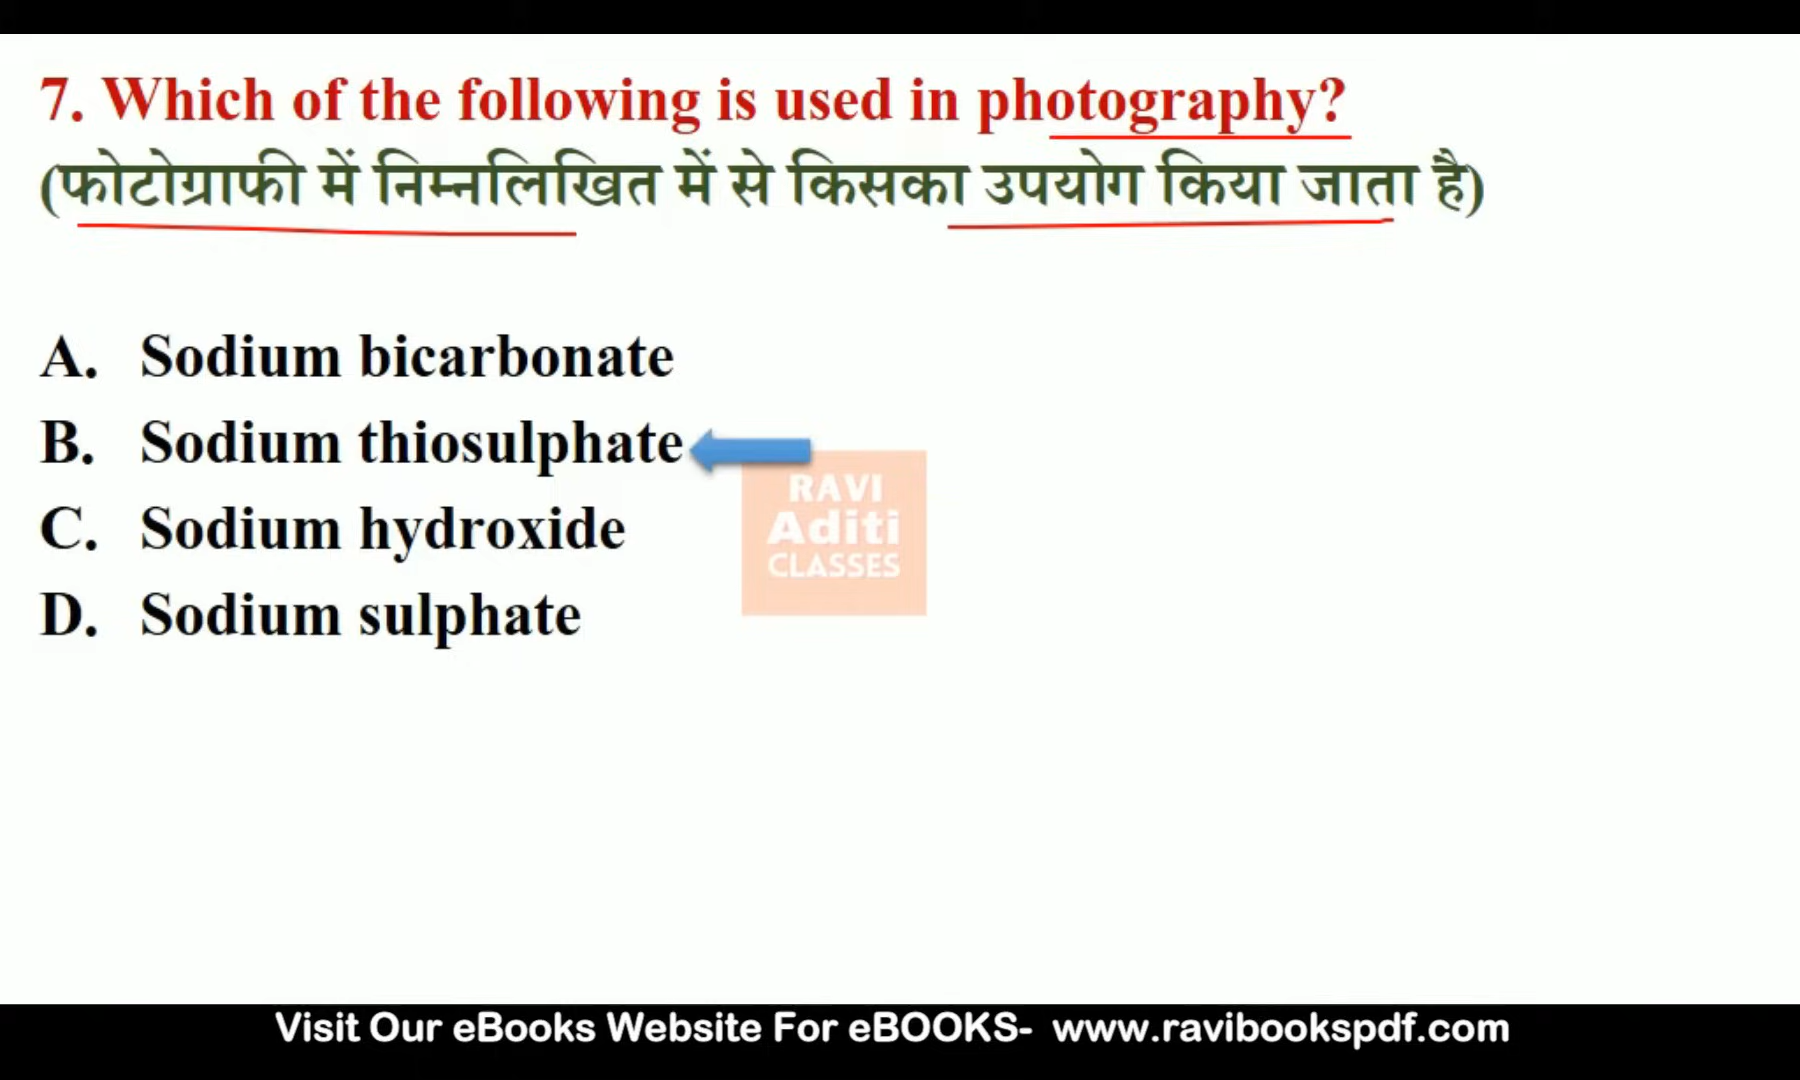 7. Which of the following is used in photography?
(फोटोग्राफी में निम्नलिखित में से किसका उपयोग किया जाता है)
A. Sodium bicarbonate
B. Sodium thiosulphate
C. Sodium hydroxide
D. Sodium sulphate
RAVI
Aditi
CLASSES
Visit Our eBooks Website For eBOOKS- www.ravibookspdf.com